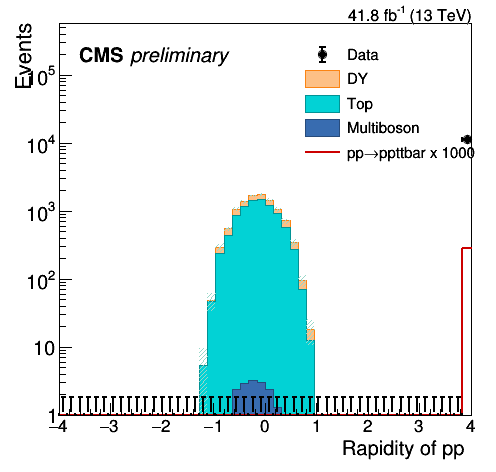 41.8 fb-1 (13 TeV)
Events
CMS preliminary
Data
DY
Top
Multiboson
pp→ppttbar x 1000
10^5
10^4
10^3
10^2
10
1
−4 −3 −2 −1 0 1 2 3 4
Rapidity of pp